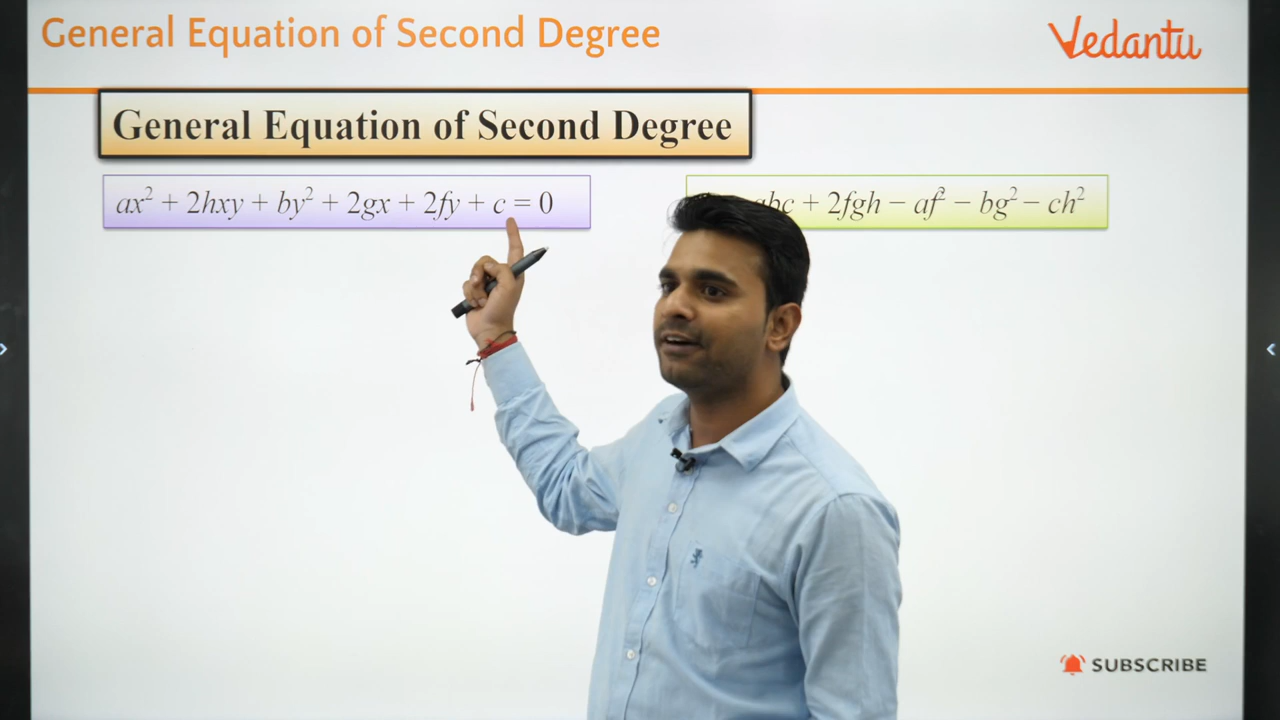 General Equation of Second Degree
Vedantu
General Equation of Second Degree
ax² + 2hxy + by² + 2gx + 2fy + c = 0
abc + 2fgh − af² − bg² − ch²
SUBSCRIBE